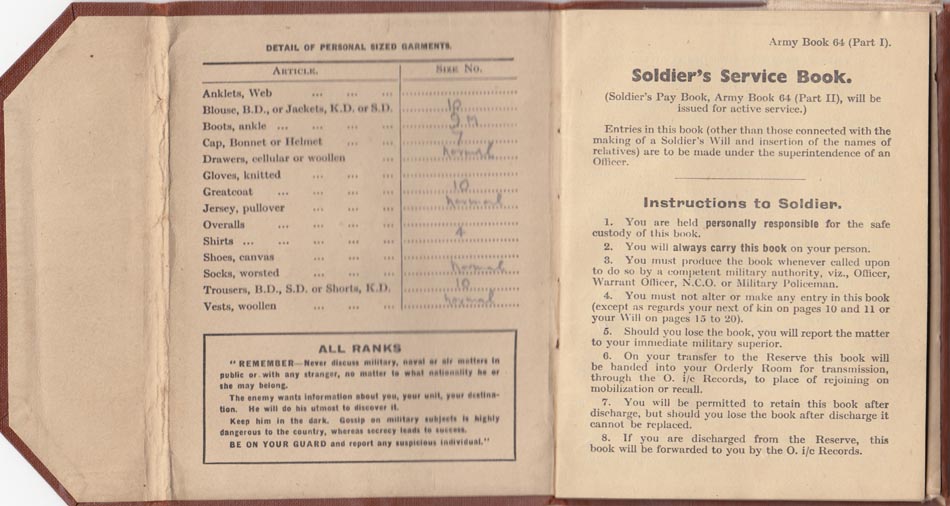 DETAIL OF PERSONAL SIZED GARMENTS.
ARTICLE. SIZE NO.
Anklets, Web ... ... ...
Blouse, B.D., or Jackets, K.D. or S.D. 10
Boots, ankle ... ... ... ... 9 M
Cap, Bonnet or Helmet ... ... 7
Drawers, cellular or woollen ... Normal
Gloves, knitted ... ... ...
Greatcoat ... ... ... ... 10
Jersey, pullover ... ... ... Normal
Overalls ... ... ... ...
Shirts ... ... ... ... ... 4
Shoes, canvas ... ... ...
Socks, worsted ... ... ... Normal
Trousers, B.D., S.D. or Shorts, K.D. 10
Vests, woollen ... ... ... Normal
ALL RANKS
" REMEMBER—Never discuss military, naval or air matters in
public or with any stranger, no matter to what nationality he or
she may belong.
The enemy wants information about you, your unit, your destina-
tion. He will do his utmost to discover it.
Keep him in the dark. Gossip on military subjects is highly
dangerous to the country, whereas secrecy leads to success.
BE ON YOUR GUARD and report any suspicious individual."
Army Book 64 (Part I).
Soldier's Service Book.
(Soldier's Pay Book, Army Book 64 (Part II), will be
issued for active service.)
Entries in this book (other than those connected with the
making of a Soldier's Will and insertion of the names of
relatives) are to be made under the superintendence of an
Officer.
Instructions to Soldier.
1. You are held personally responsible for the safe
custody of this book.
2. You will always carry this book on your person.
3. You must produce the book whenever called upon
to do so by a competent military authority, viz., Officer,
Warrant Officer, N.C.O. or Military Policeman.
4. You must not alter or make any entry in this book
(except as regards your next of kin on pages 10 and 11 or
your Will on pages 15 to 20).
5. Should you lose the book, you will report the matter
to your immediate military superior.
6. On your transfer to the Reserve this book will
be handed into your Orderly Room for transmission,
through the O. i/c Records, to place of rejoining on
mobilization or recall.
7. You will be permitted to retain this book after
discharge, but should you lose the book after discharge it
cannot be replaced.
8. If you are discharged from the Reserve, this
book will be forwarded to you by the O. i/c Records.